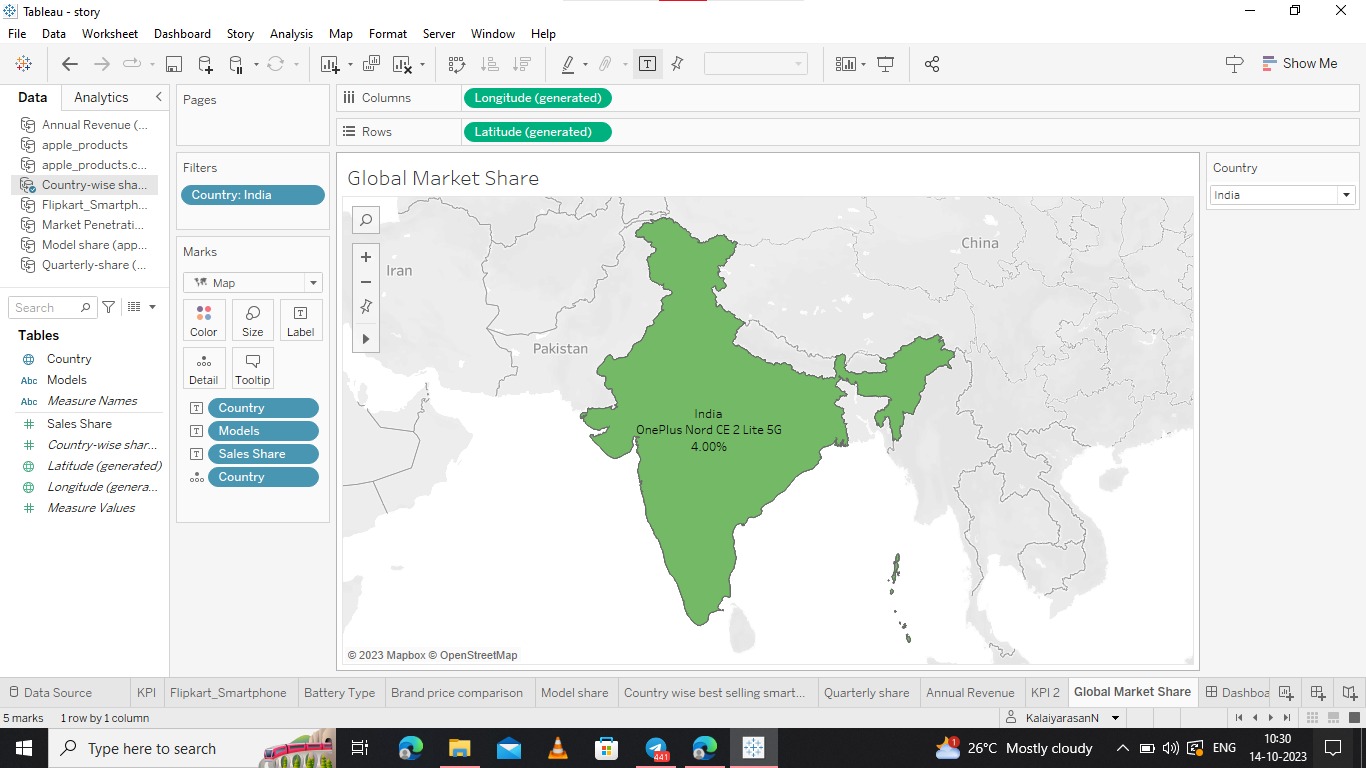 Tableau - story
File Data Worksheet Dashboard Story Analysis Map Format Server Window Help
Show Me
Data Analytics
Annual Revenue (...
apple_products
apple_products.c...
Country-wise sha...
Flipkart_Smartph...
Market Penetrati...
Model share (app...
Quarterly-share (...
Search
Tables
Country
Abc Models
Abc Measure Names
Sales Share
Country-wise shar...
Latitude (generated)
Longitude (genera...
Measure Values
Pages
Filters
Country: India
Marks
Map
Color Size Label
Detail Tooltip
Country
Models
Sales Share
Country
Columns Longitude (generated)
Rows Latitude (generated)
Global Market Share
Iran
China
Pakistan
India
OnePlus Nord CE 2 Lite 5G
4.00%
© 2023 Mapbox © OpenStreetMap
Country
India
Data Source KPI Flipkart_Smartphone Battery Type Brand price comparison Model share Country wise best selling smart... Quarterly share Annual Revenue KPI 2 Global Market Share Dashboa
5 marks 1 row by 1 column KalaiyarasanN
Type here to search 441 1 26°C Mostly cloudy ENG 10:30
14-10-2023